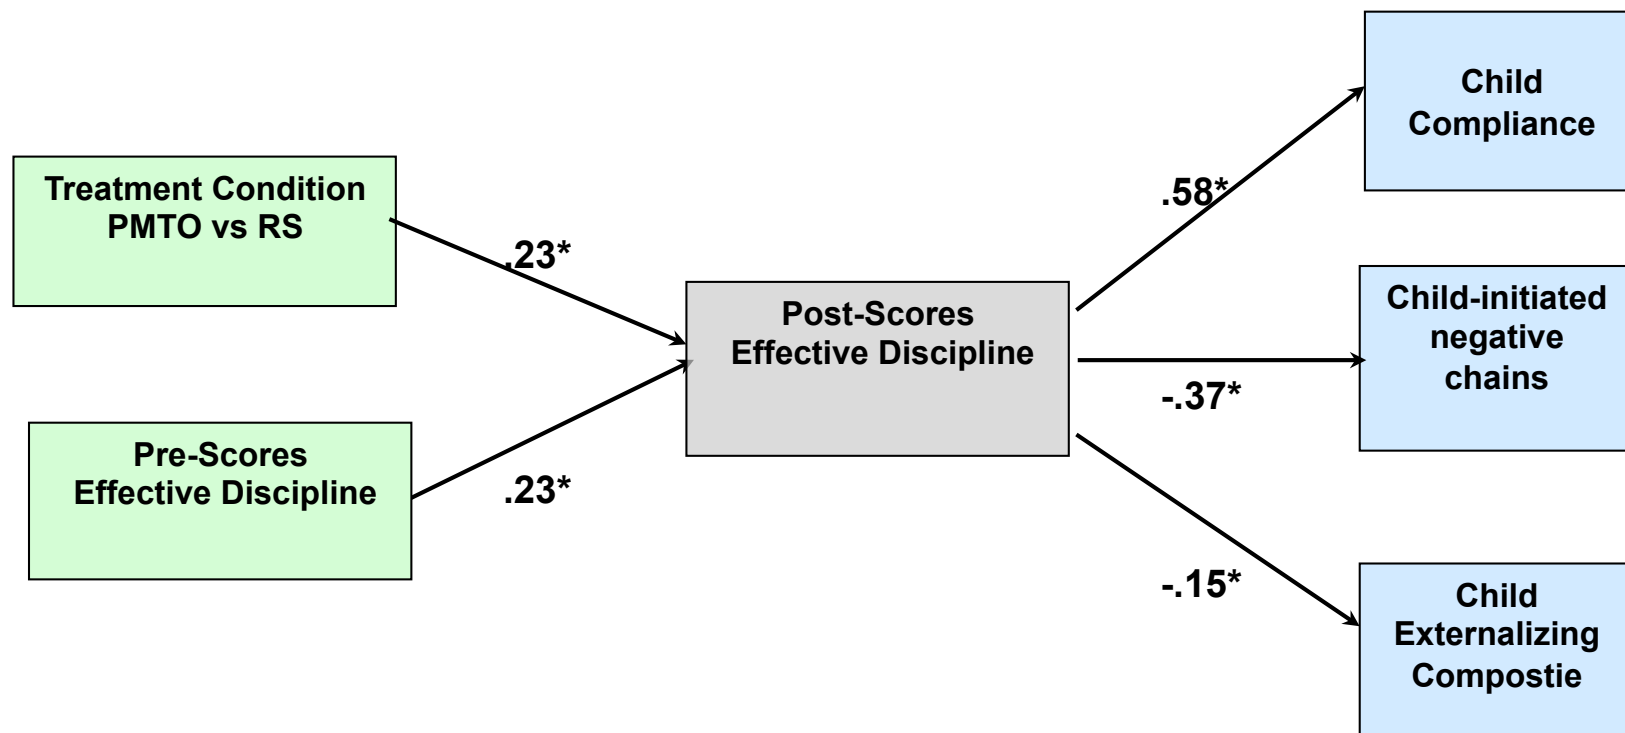 Treatment Condition
PMTO vs RS
.23*
Pre-Scores
Effective Discipline
.23*
Post-Scores
Effective Discipline
.58*
Child
Compliance
-.37*
Child-initiated
negative
chains
-.15*
Child
Externalizing
Compostie